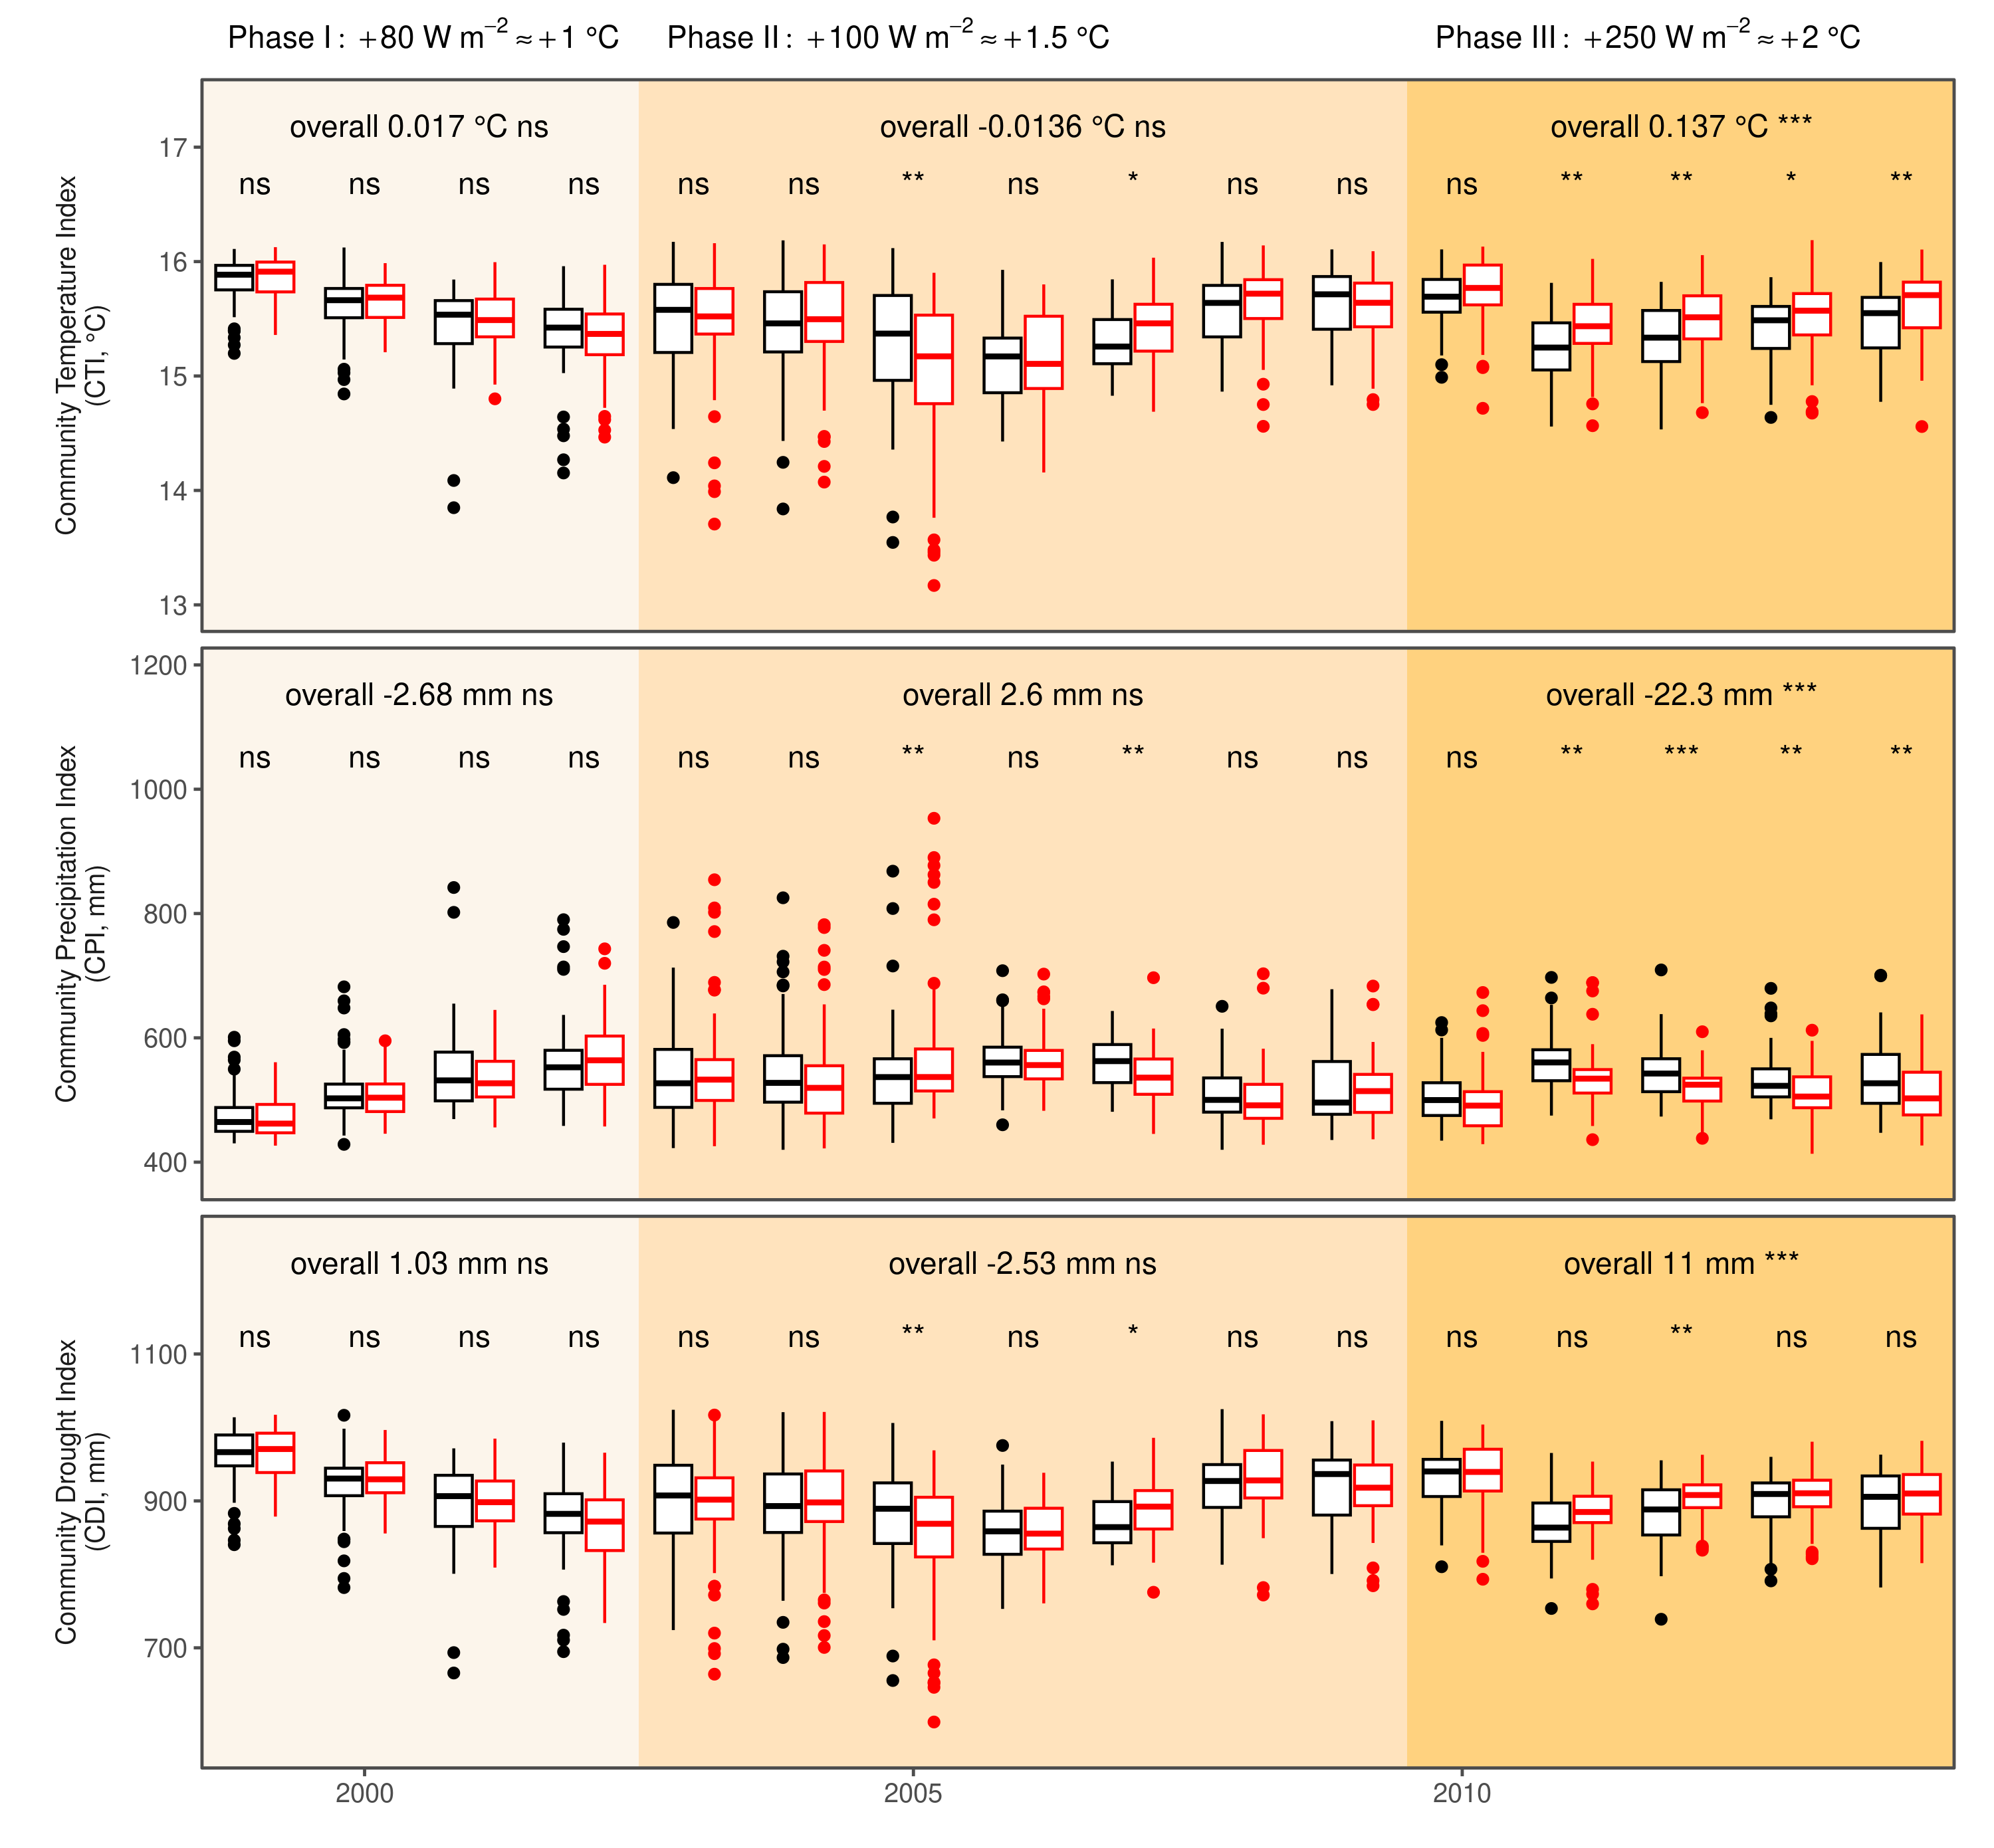 Phase I: +80 W m−2 ≈ +1 °C
Phase II: +100 W m−2 ≈ +1.5 °C
Phase III: +250 W m−2 ≈ +2 °C
Community Temperature Index
(CTI, °C)
17
16
15
14
13
overall 0.017 °C ns
overall -0.0136 °C ns
overall 0.137 °C ***
ns ns ns ns ns ns ** ns * ns ns ns ** ** * **
Community Precipitation Index
(CPI, mm)
1200
1000
800
600
400
overall -2.68 mm ns
overall 2.6 mm ns
overall -22.3 mm ***
ns ns ns ns ns ns ** ns ** ns ns ns ** *** ** **
Community Drought Index
(CDI, mm)
1100
900
700
overall 1.03 mm ns
overall -2.53 mm ns
overall 11 mm ***
ns ns ns ns ns ns ** ns * ns ns ns ns ** ns ns
2000
2005
2010